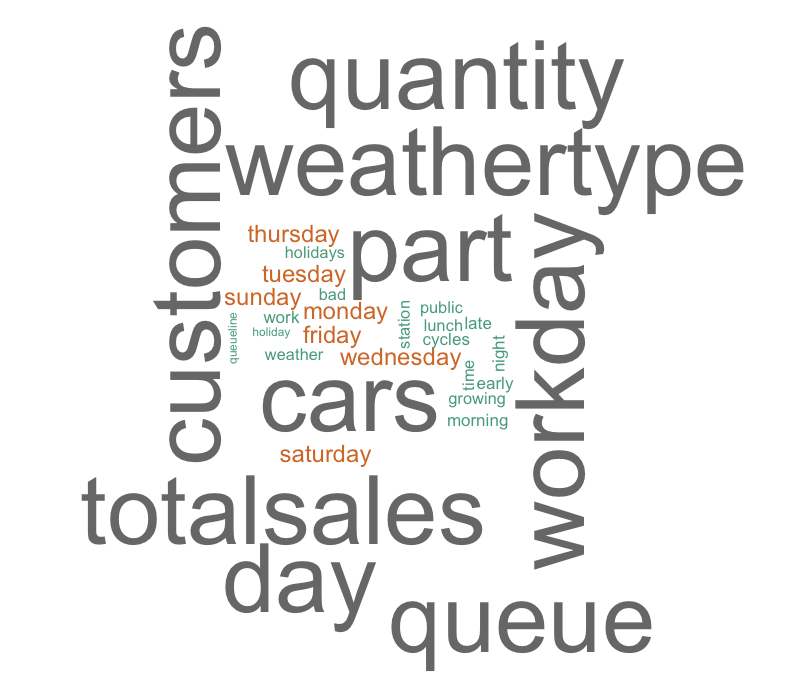 customers
quantity
weathertype
part
workday
thursday
holidays
tuesday
sunday
bad
work
monday
station
public
queueline
holiday
friday
lunch
late
cycles
weather
wednesday
night
time
early
cars
growing
morning
saturday
totalsales
day
queue